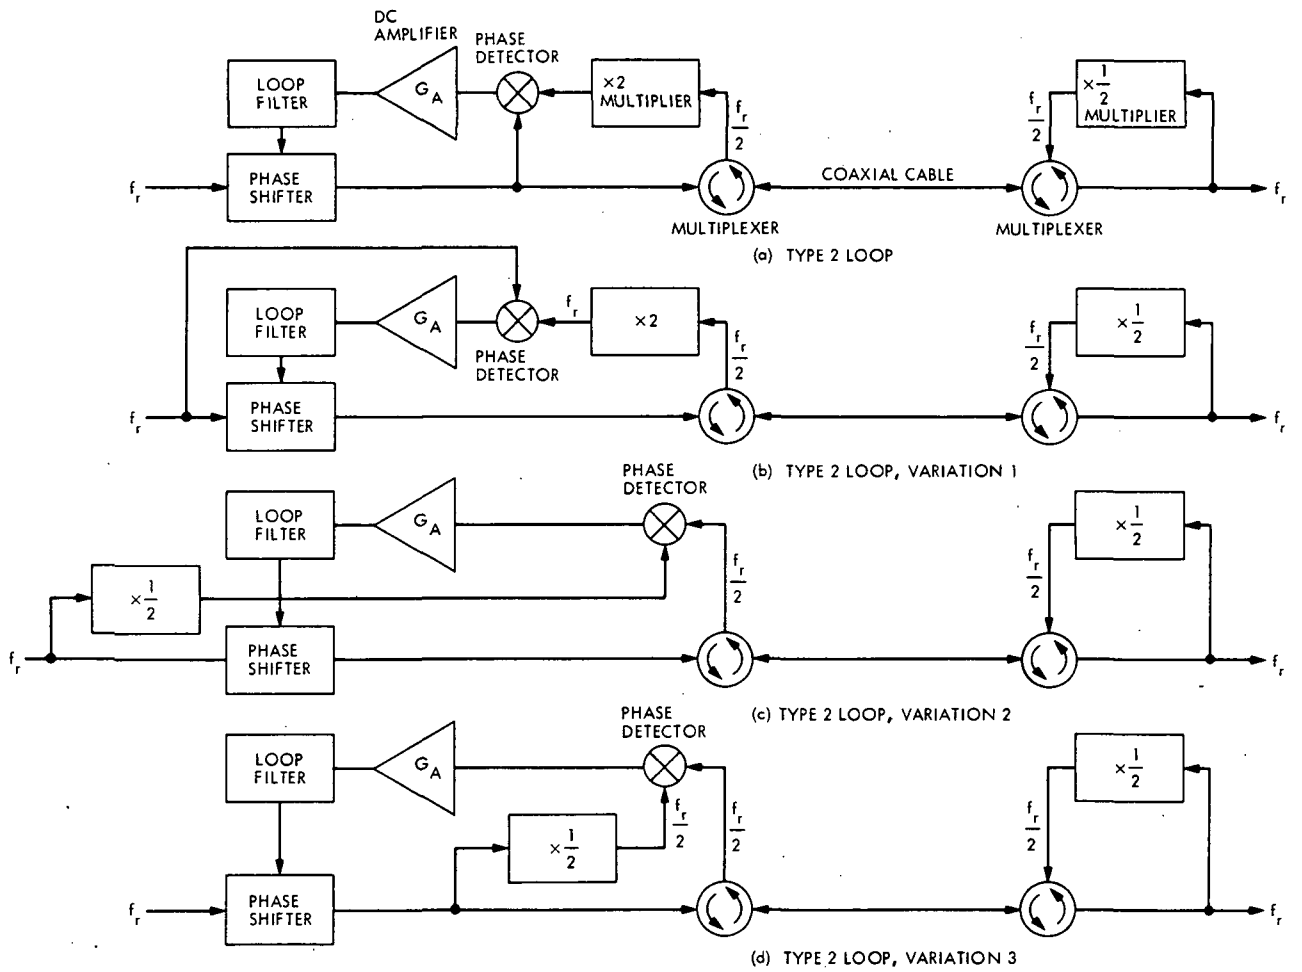 DC
AMPLIFIER
PHASE
DETECTOR
LOOP
FILTER
G_A
×2
MULTIPLIER
f_r/2
f_r/2
×1/2
MULTIPLIER
f_r
PHASE
SHIFTER
COAXIAL CABLE
f_r
MULTIPLEXER
MULTIPLEXER
(a) TYPE 2 LOOP
LOOP
FILTER
G_A
f_r
×2
f_r/2
f_r/2
×1/2
PHASE
DETECTOR
f_r
PHASE
SHIFTER
f_r
(b) TYPE 2 LOOP, VARIATION 1
PHASE
DETECTOR
LOOP
FILTER
G_A
×1/2
f_r/2
f_r/2
×1/2
f_r
PHASE
SHIFTER
f_r
(c) TYPE 2 LOOP, VARIATION 2
PHASE
DETECTOR
LOOP
FILTER
G_A
×1/2
f_r/2
f_r/2
f_r/2
×1/2
f_r
PHASE
SHIFTER
f_r
(d) TYPE 2 LOOP, VARIATION 3